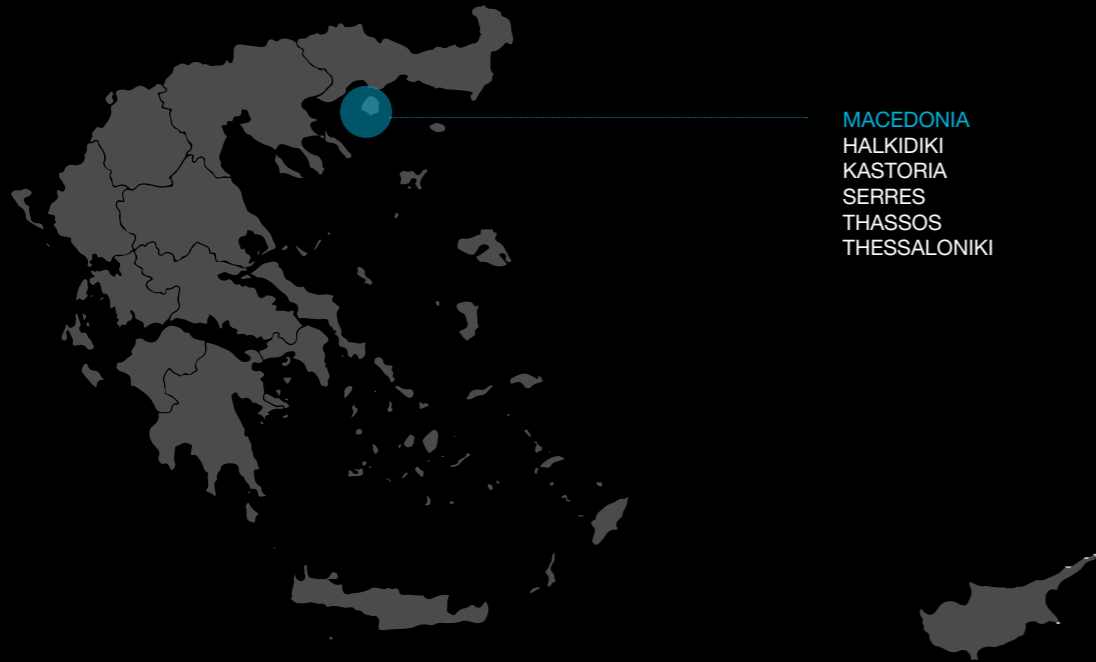 MACEDONIA
HALKIDIKI
KASTORIA
SERRES
THASSOS
THESSALONIKI